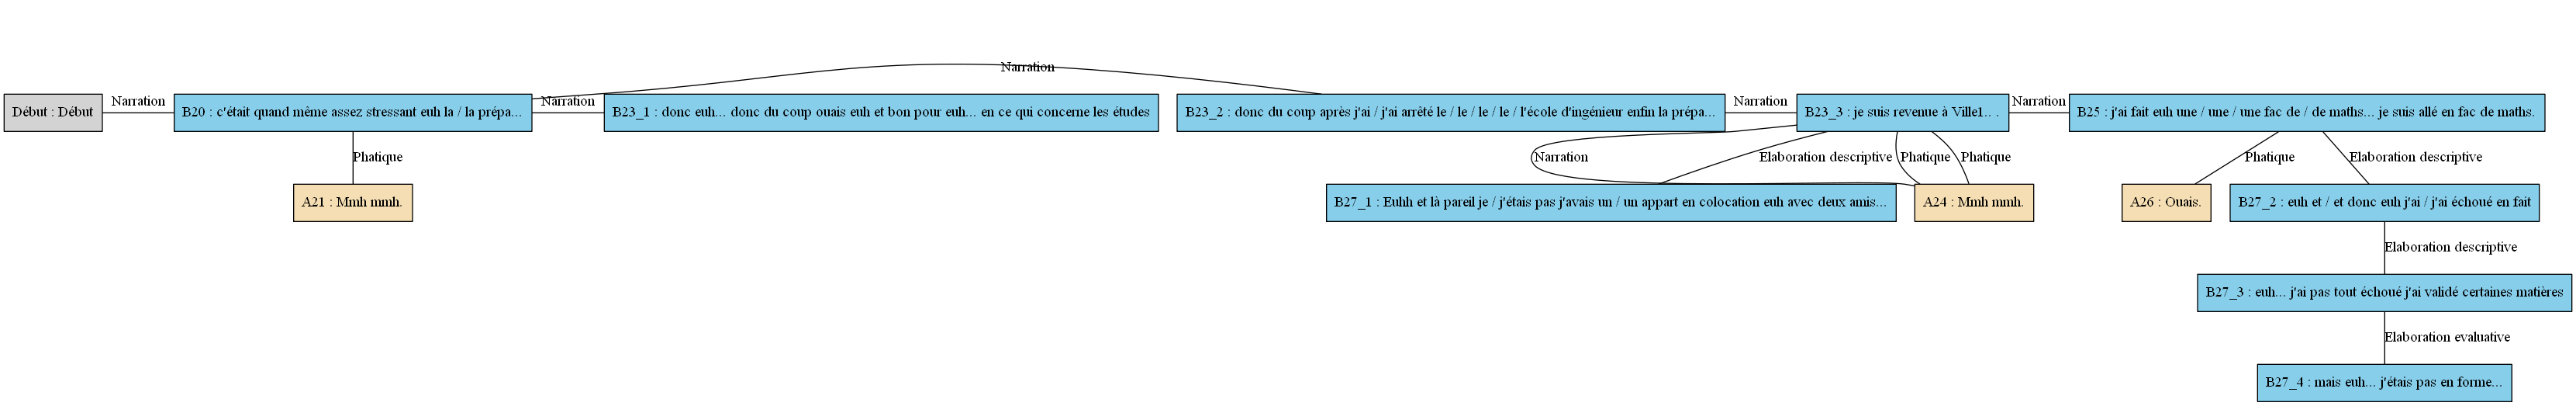 Narration
Début : Début
Narration
B20 : c'était quand même assez stressant euh la / la prépa...
Narration
B23_1 : donc euh... donc du coup ouais euh et bon pour euh... en ce qui concerne les études
B23_2 : donc du coup après j'ai / j'ai arrêté le / le / le / le / l'école d'ingénieur enfin la prépa...
Narration
B23_3 : je suis revenue à Ville1.. .
Narration
B25 : j'ai fait euh une / une / une fac de / de maths... je suis allé en fac de maths.
Phatique
Narration
Elaboration descriptive
Phatique
Phatique
Phatique
Elaboration descriptive
A21 : Mmh mmh.
B27_1 : Euhh et là pareil je / j'étais pas j'avais un / un appart en colocation euh avec deux amis...
A24 : Mmh mmh.
A26 : Ouais.
B27_2 : euh et / et donc euh j'ai / j'ai échoué en fait
Elaboration descriptive
B27_3 : euh... j'ai pas tout échoué j'ai validé certaines matières
Elaboration evaluative
B27_4 : mais euh... j'étais pas en forme...